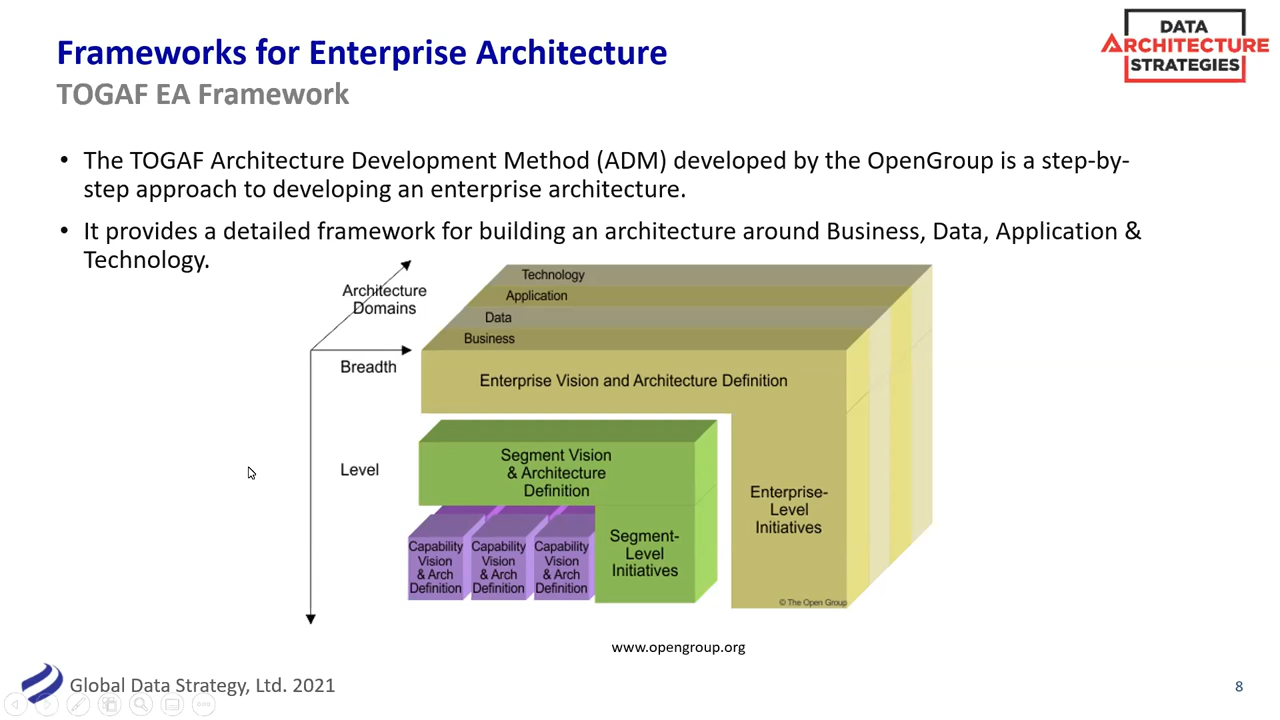 Frameworks for Enterprise Architecture
TOGAF EA Framework
DATA
ARCHITECTURE
STRATEGIES
• The TOGAF Architecture Development Method (ADM) developed by the OpenGroup is a step-by-
step approach to developing an enterprise architecture.
• It provides a detailed framework for building an architecture around Business, Data, Application &
Technology.
Architecture
Domains
Breadth
Level
Technology
Application
Data
Business
Enterprise Vision and Architecture Definition
Segment Vision
& Architecture
Definition
Enterprise-
Level
Initiatives
Segment-
Level
Initiatives
Capability
Vision
& Arch
Definition
Capability
Vision
& Arch
Definition
Capability
Vision
& Arch
Definition
© The Open Group
www.opengroup.org
Global Data Strategy, Ltd. 2021
8